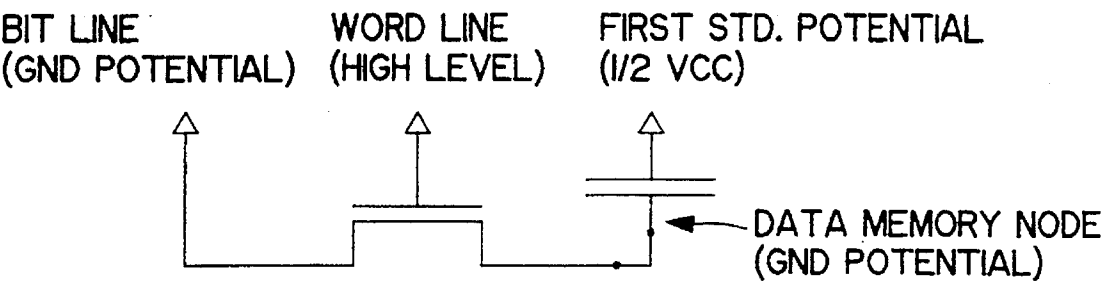 BIT LINE
(GND POTENTIAL)
WORD LINE
(HIGH LEVEL)
FIRST STD. POTENTIAL
(1/2 VCC)
DATA MEMORY NODE
(GND POTENTIAL)